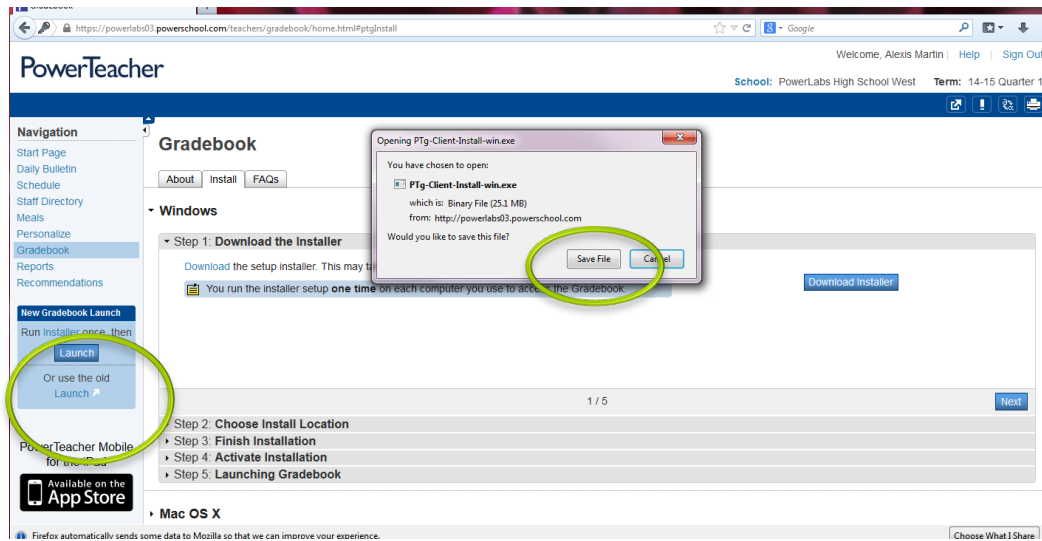 https://powerlabs03.powerschool.com/teachers/gradebook/home.html#ptgInstall
Google
PowerTeacher
Welcome, Alexis Martin | Help | Sign Out
School: PowerLabs High School West Term: 14-15 Quarter 1
Navigation
Start Page
Daily Bulletin
Schedule
Staff Directory
Meals
Personalize
Gradebook
Reports
Recommendations
New Gradebook Launch
Run Installer once, then
Launch
Or use the old
Launch
PowerTeacher Mobile
for the iPad
Available on the
App Store
Gradebook
About Install FAQs
Windows
Step 1: Download the Installer
Download the setup installer. This may
You run the installer setup one time on each computer you use to access the Gradebook.
Download Installer
1 / 5
Next
Step 2: Choose Install Location
Step 3: Finish Installation
Step 4: Activate Installation
Step 5: Launching Gradebook
Mac OS X
Opening PTg-Client-Install-win.exe
You have chosen to open:
PTg-Client-Install-win.exe
which is: Binary File (25.1 MB)
from: http://powerlabs03.powerschool.com
Would you like to save this file?
Save File Cancel
Firefox automatically sends some data to Mozilla so that we can improve your experience.
Choose What I Share